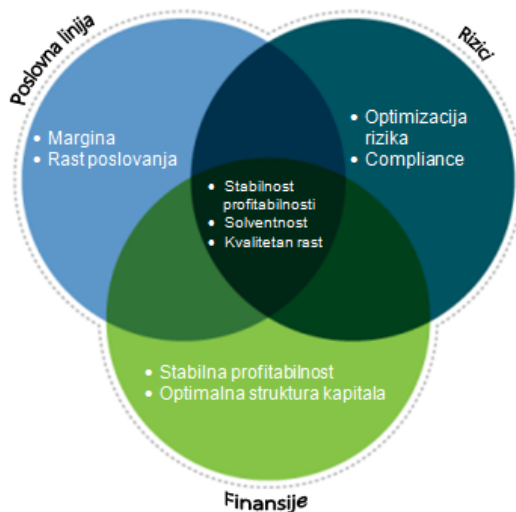 Poslovna linija
Rizici
• Margina
• Rast poslovanja
• Optimizacija
rizika
• Compliance
• Stabilnost
profitabilnosti
• Solventnost
• Kvalitetan rast
• Stabilna profitabilnost
• Optimalna struktura kapitala
Finansije